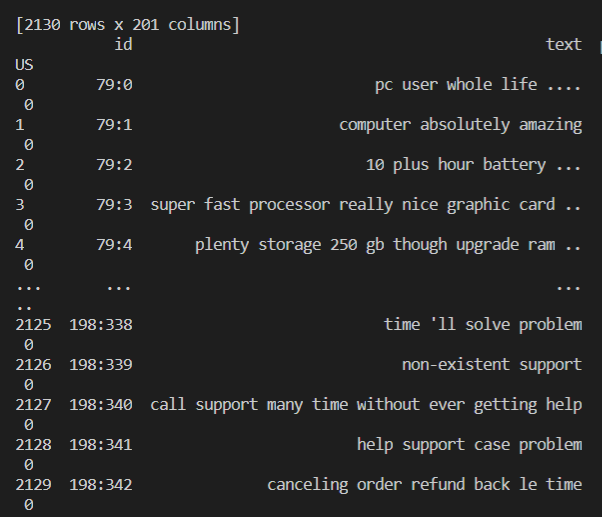 [2130 rows x 201 columns]
id text
US
0 79:0 pc user whole life ....
0
1 79:1 computer absolutely amazing
0
2 79:2 10 plus hour battery ...
0
3 79:3 super fast processor really nice graphic card ..
0
4 79:4 plenty storage 250 gb though upgrade ram ..
0
... ... ...
..
2125 198:338 time 'll solve problem
0
2126 198:339 non-existent support
0
2127 198:340 call support many time without ever getting help
0
2128 198:341 help support case problem
0
2129 198:342 canceling order refund back le time
0